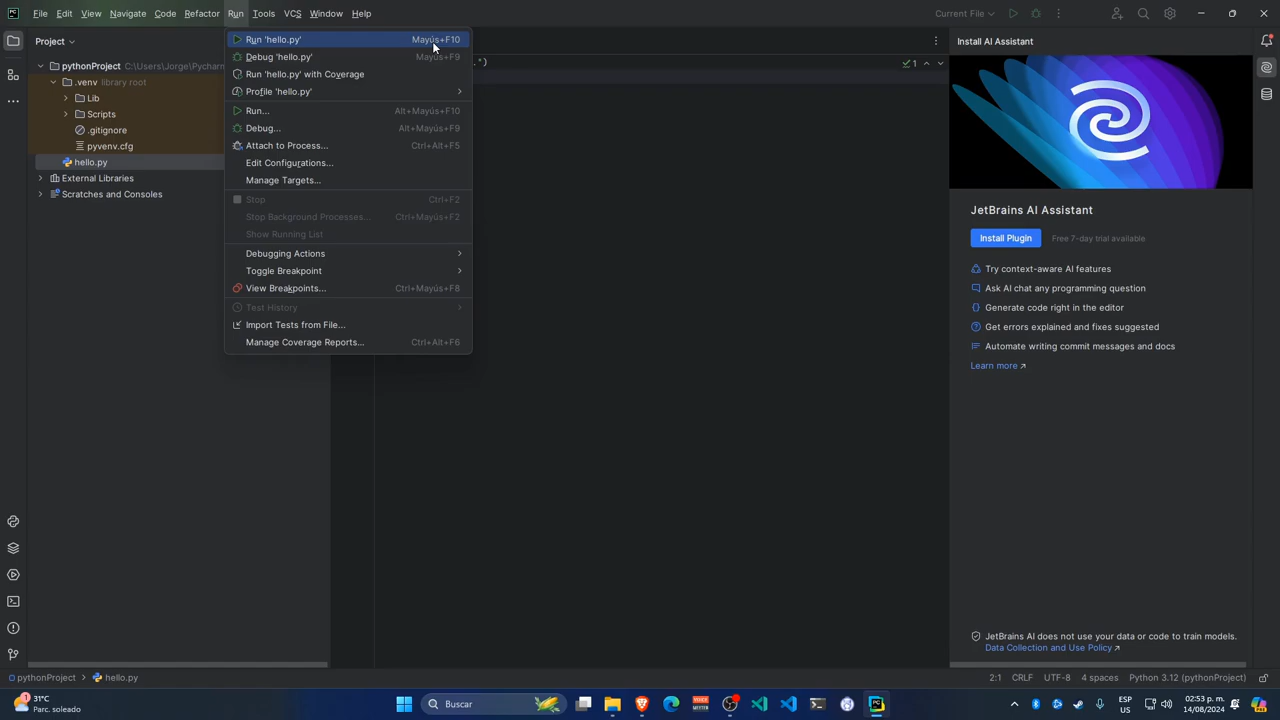 File Edit View Navigate Code Refactor Run Tools VCS Window Help
Current File
Project
pythonProject C:\Users\Jorge\Pycharm
.venv library root
Lib
Scripts
.gitignore
pyvenv.cfg
hello.py
External Libraries
Scratches and Consoles
Run 'hello.py' Mayús+F10
Debug 'hello.py' Mayús+F9
Run 'hello.py' with Coverage
Profile 'hello.py'
Run... Alt+Mayús+F10
Debug... Alt+Mayús+F9
Attach to Process... Ctrl+Alt+F5
Edit Configurations...
Manage Targets...
Stop Ctrl+F2
Stop Background Processes... Ctrl+Mayús+F2
Show Running List
Debugging Actions
Toggle Breakpoint
View Breakpoints... Ctrl+Mayús+F8
Test History
Import Tests from File...
Manage Coverage Reports... Ctrl+Alt+F6
.")
1
Install AI Assistant
JetBrains AI Assistant
Install Plugin Free 7-day trial available
Try context-aware AI features
Ask AI chat any programming question
Generate code right in the editor
Get errors explained and fixes suggested
Automate writing commit messages and docs
Learn more ↗
JetBrains AI does not use your data or code to train models.
Data Collection and Use Policy ↗
pythonProject > hello.py
2:1 CRLF UTF-8 4 spaces Python 3.12 (pythonProject)
1
31°C
Parc. soleado
Buscar
ESP
US
02:53 p. m.
14/08/2024